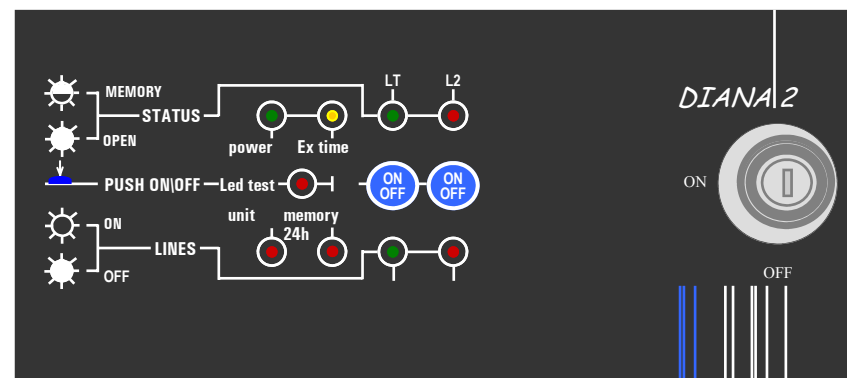 MEMORY
STATUS
OPEN
power
Ex time
LT
L2
PUSH ON\OFF
Led test
ON
OFF
ON
OFF
ON
LINES
OFF
unit
memory
24h
DIANA 2
ON
OFF